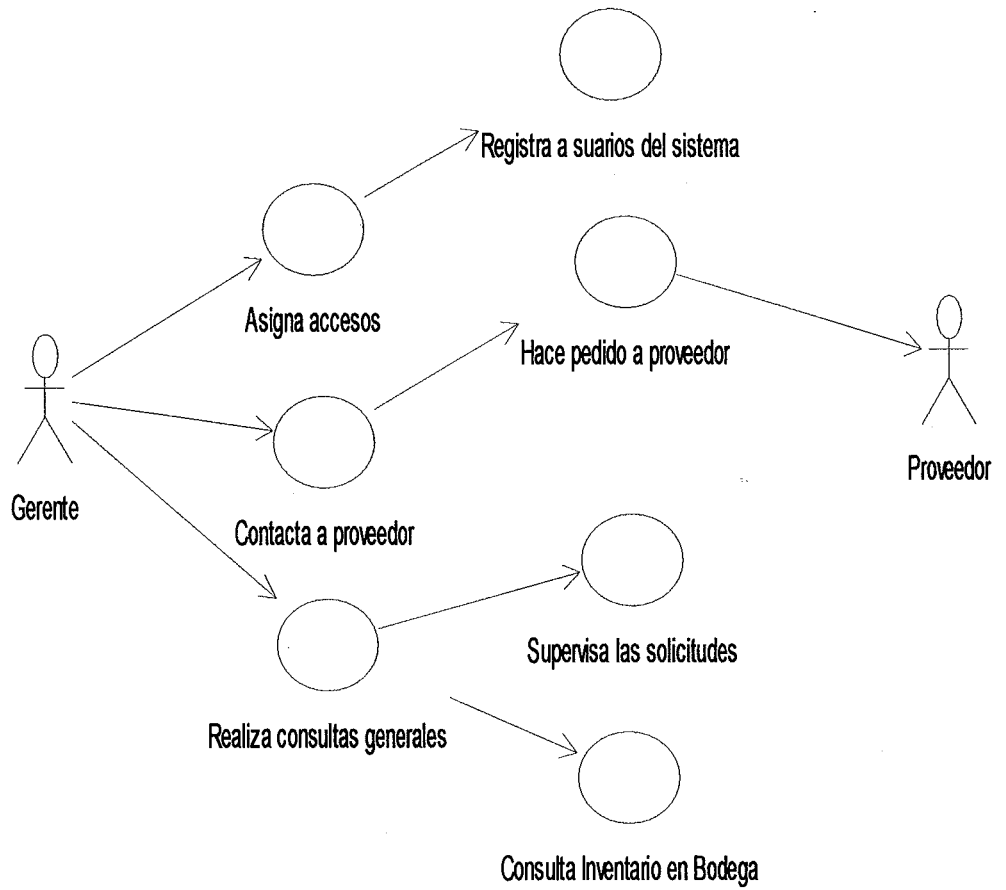 Registra a suarios del sistema
Asigna accesos
Hace pedido a proveedor
Proveedor
Gerente
Contacta a proveedor
Supervisa las solicitudes
Realiza consultas generales
Consulta Inventario en Bodega